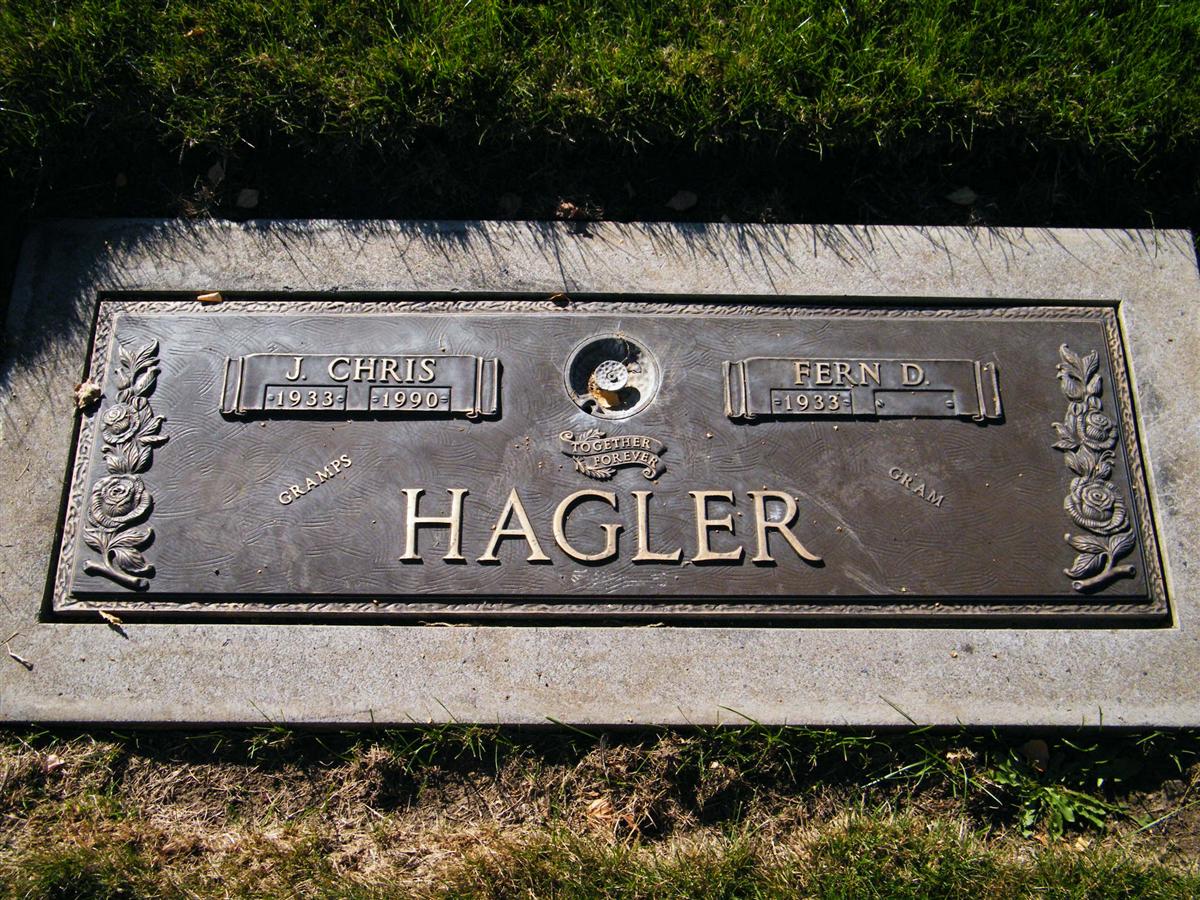 J. CHRIS
1933 1990
FERN D.
1933
TOGETHER
FOREVER
GRAMPS
GRAM
HAGLER